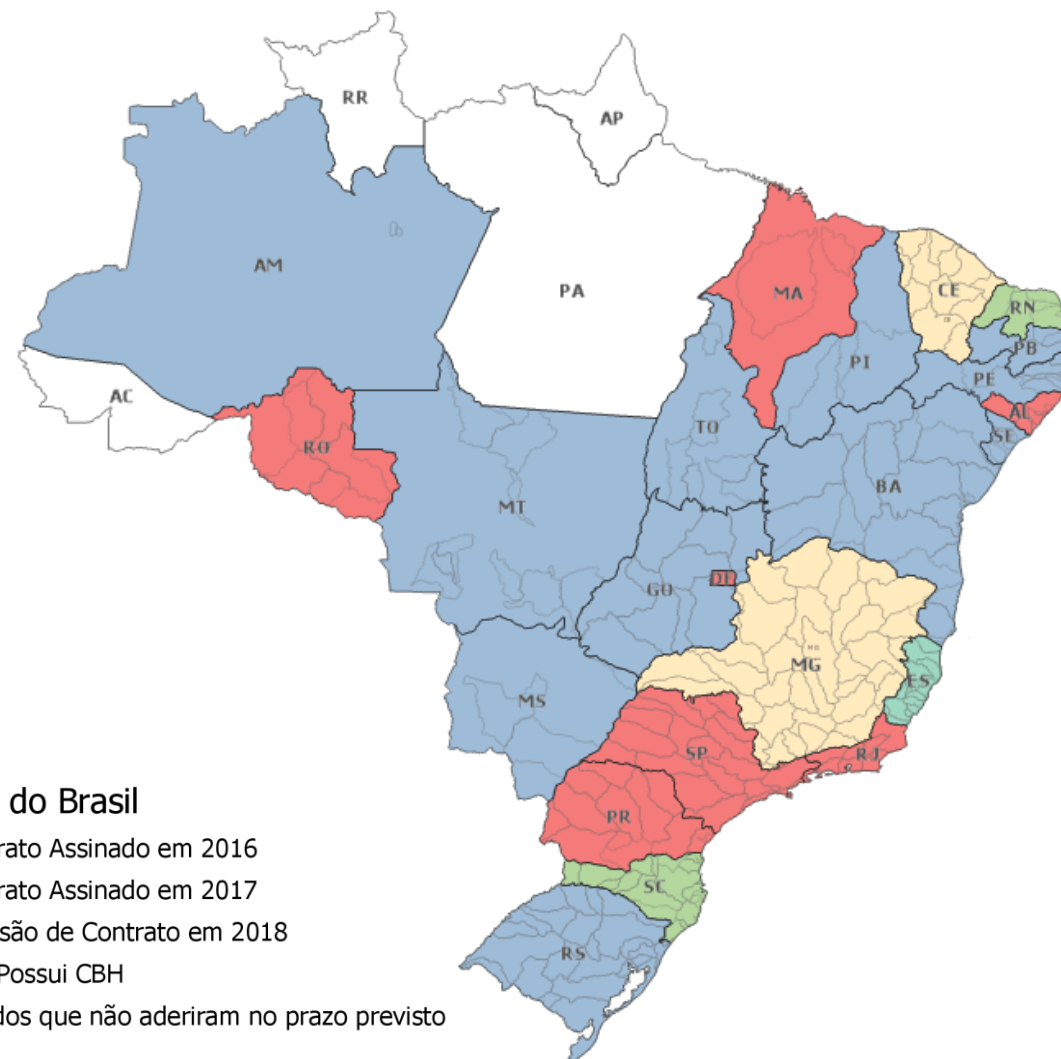 RR
AP
AM
PA
MA
CE
RN
PB
PI
PE
AC
TO
AL
SE
RO
BA
MT
DF
GO
MG
MG
ES
MS
SP
RJ
PR
SC
RS
do Brasil
rato Assinado em 2016
rato Assinado em 2017
são de Contrato em 2018
Possui CBH
dos que não aderiram no prazo previsto